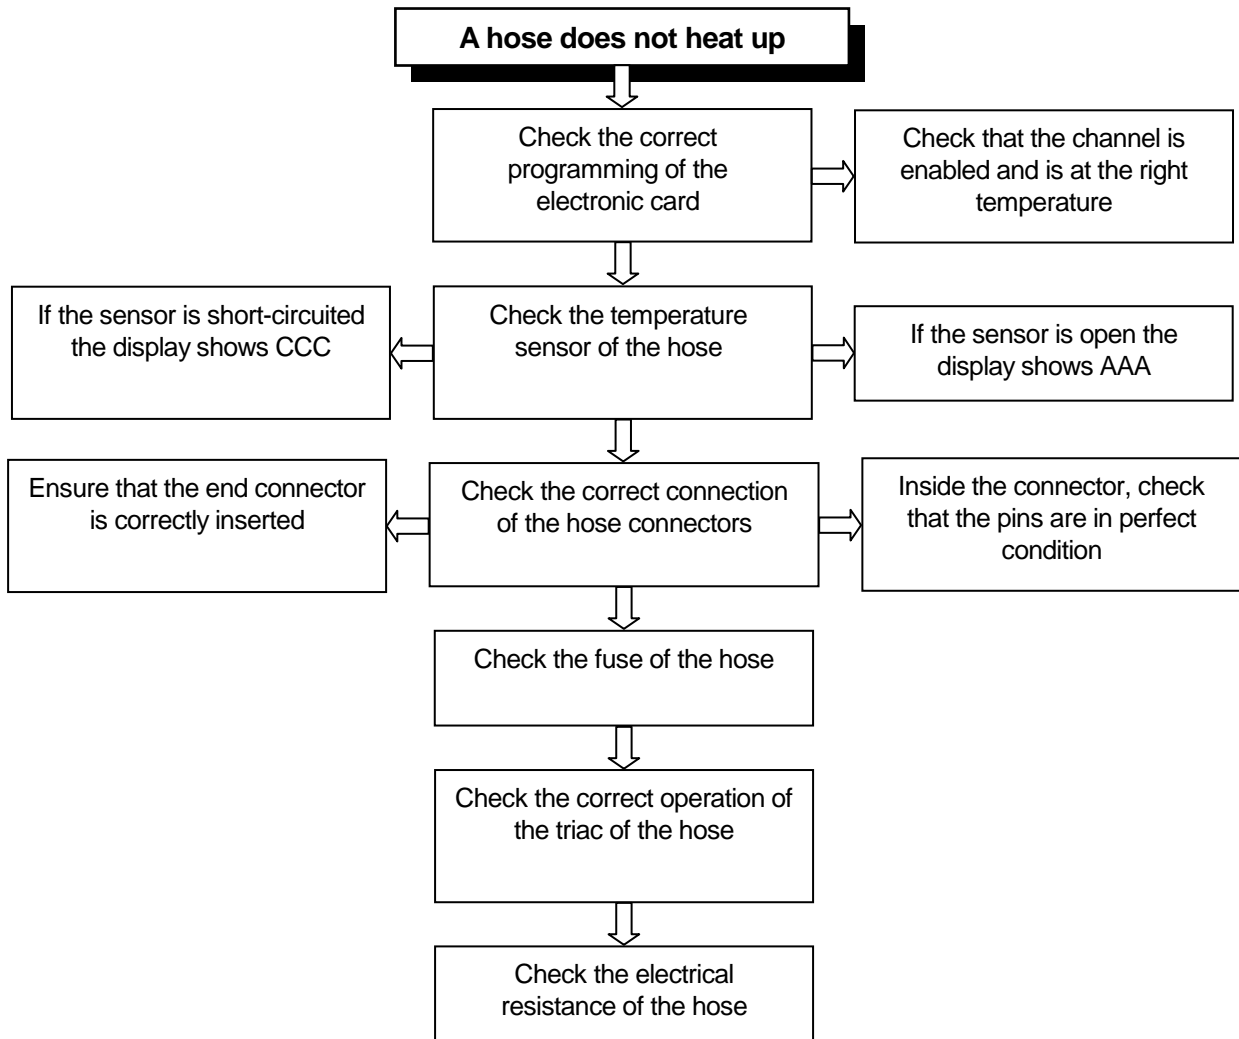 A hose does not heat up
Check the correct
programming of the
electronic card
Check that the channel is
enabled and is at the right
temperature
If the sensor is short-circuited
the display shows CCC
Check the temperature
sensor of the hose
If the sensor is open the
display shows AAA
Ensure that the end connector
is correctly inserted
Check the correct connection
of the hose connectors
Inside the connector, check
that the pins are in perfect
condition
Check the fuse of the hose
Check the correct operation of
the triac of the hose
Check the electrical
resistance of the hose